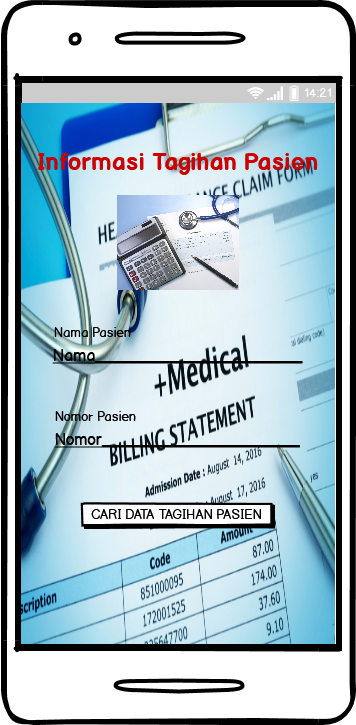 14:21
Informasi Tagihan Pasien
CLAIM FORM
Nama Pasien
Nama
+Medical
Nomor Pasien
Nomor
BILLING STATEMENT
Admission Date : August 14, 2016
August 17, 2016
CARI DATA TAGIHAN PASIEN
Code
Amount
851000095
87.00
172001525
174.00
37.60
9.10